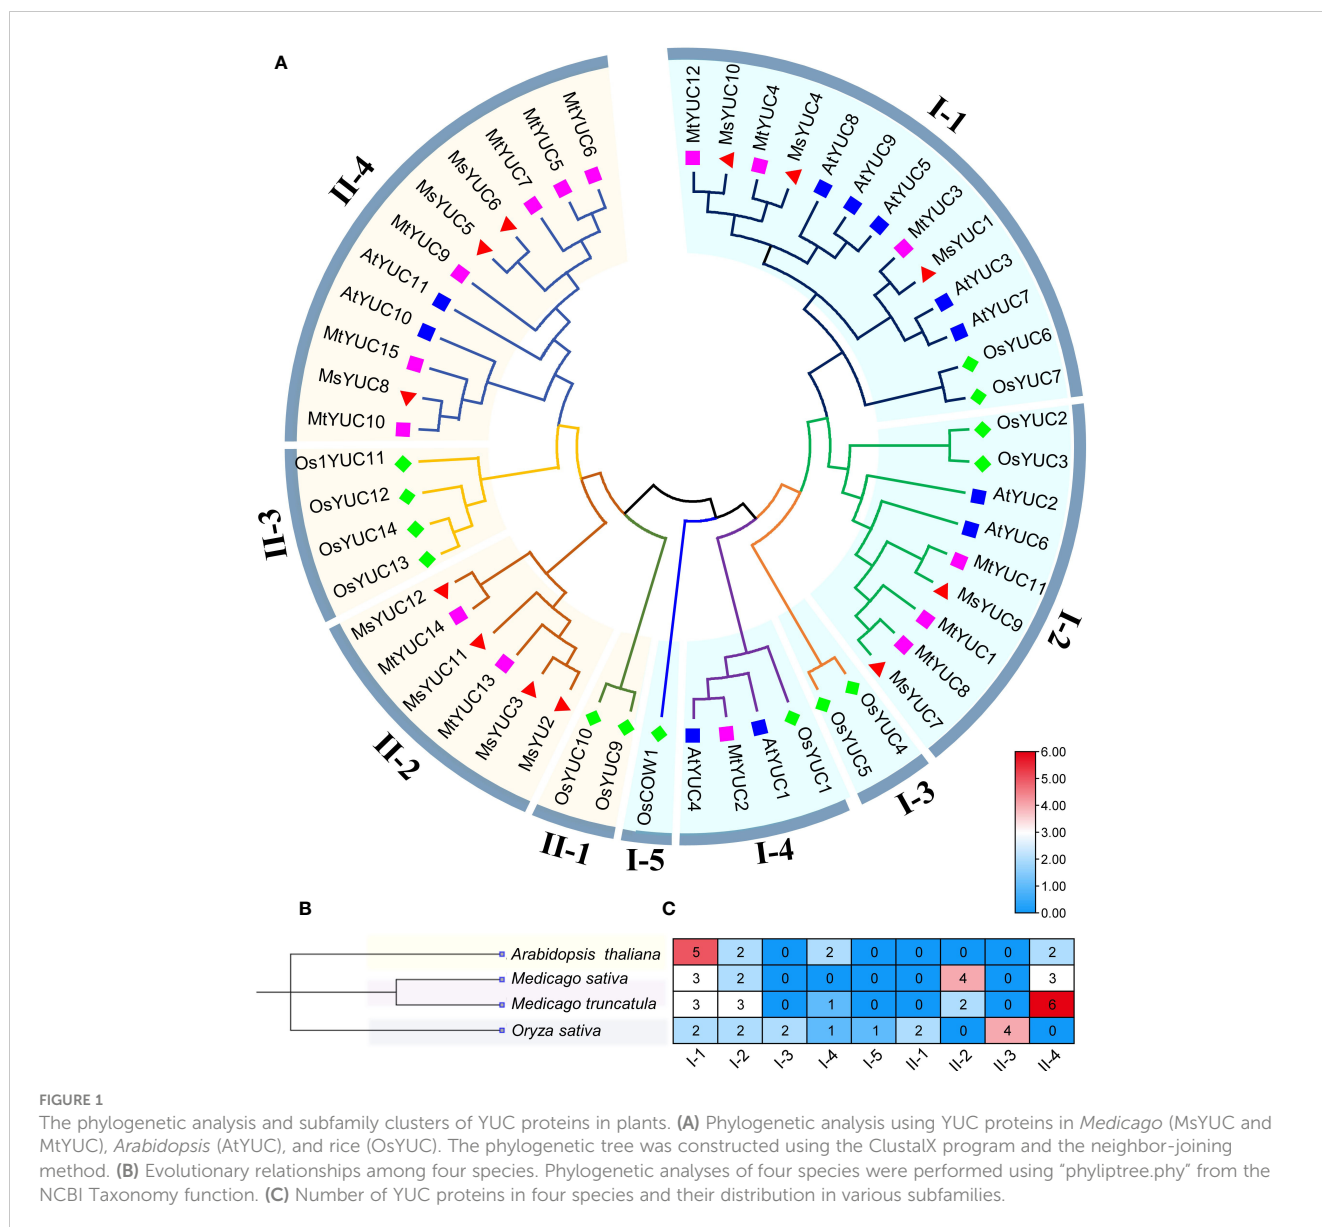 A
MtYUC12
MsYUC10
MtYUC4
MsYUC4
AtYUC8
AtYUC9
AtYUC5
MtYUC3
MsYUC1
AtYUC3
AtYUC7
OsYUC6
OsYUC7
I-1
OsYUC2
OsYUC3
AtYUC2
AtYUC6
MtYUC11
MsYUC9
MtYUC1
MtYUC8
MsYUC7
I-2
OsYUC4
OsYUC5
I-3
OsYUC1
AtYUC1
MtYUC2
AtYUC4
I-4
OsCOW1
I-5
OsYUC9
OsYUC10
II-1
MsYU2
MsYUC3
MtYUC13
MsYUC11
MtYUC14
MsYUC12
II-2
OsYUC13
OsYUC14
OsYUC12
Os1YUC11
II-3
MtYUC10
MsYUC8
MtYUC15
AtYUC10
AtYUC11
MtYUC9
MsYUC5
MsYUC6
MtYUC7
MtYUC5
MtYUC6
II-4
6.00
5.00
4.00
3.00
2.00
1.00
0.00
B
Arabidopsis thaliana
Medicago sativa
Medicago truncatula
Oryza sativa
C
5 2 0 2 0 0 0 0 2
3 2 0 0 0 0 4 0 3
3 3 0 1 0 0 2 0 6
2 2 2 1 1 2 0 4 0
I-1 I-2 I-3 I-4 I-5 II-1 II-2 II-3 II-4
FIGURE 1
The phylogenetic analysis and subfamily clusters of YUC proteins in plants. (A) Phylogenetic analysis using YUC proteins in Medicago (MsYUC and
MtYUC), Arabidopsis (AtYUC), and rice (OsYUC). The phylogenetic tree was constructed using the ClustalX program and the neighbor-joining
method. (B) Evolutionary relationships among four species. Phylogenetic analyses of four species were performed using “phyliptree.phy” from the
NCBI Taxonomy function. (C) Number of YUC proteins in four species and their distribution in various subfamilies.